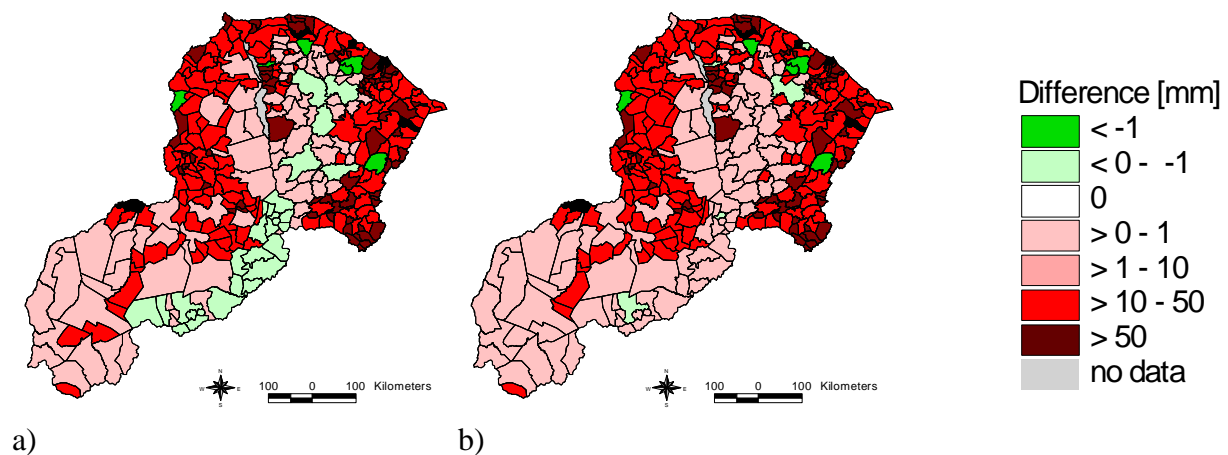 Difference [mm]
< -1
< 0 - -1
0
> 0 - 1
> 1 - 10
> 10 - 50
> 50
no data
N
W E
S
100 0 100 Kilometers
N
W E
S
100 0 100 Kilometers
a)
b)